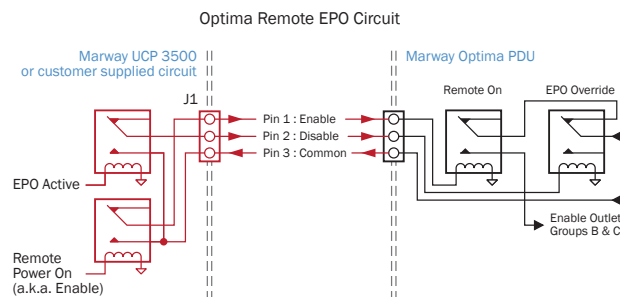 Optima Remote EPO Circuit
Marway UCP 3500
or customer supplied circuit
Marway Optima PDU
J1
Remote On
EPO Override
Pin 1 : Enable
Pin 2 : Disable
Pin 3 : Common
EPO Active
Enable Outlet
Groups B & C
Remote
Power On
(a.k.a. Enable)